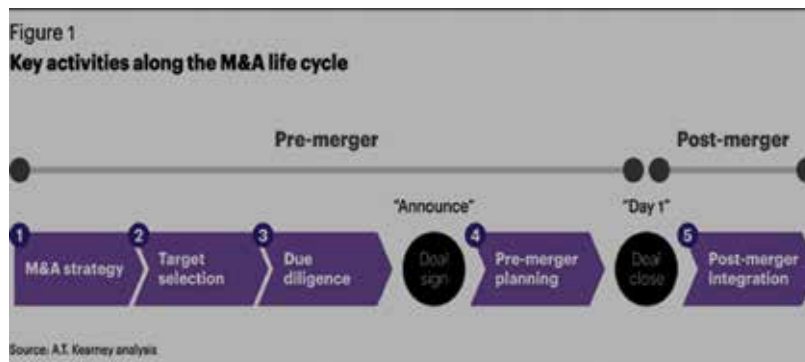 Figure 1
Key activities along the M&A life cycle
Pre-merger
Post-merger
"Announce"
"Day 1"
1
M&A strategy
2
Target
selection
3
Due
diligence
Deal
sign
4
Pre-merger
planning
Deal
close
5
Post-merger
integration
Source: A.T. Kearney analysis